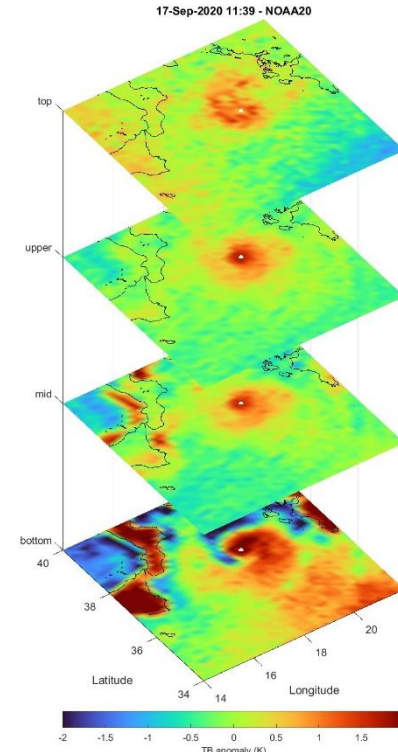 17-Sep-2020 11:39 - NOAA20
top
upper
mid
bottom
40
38
36
34
14
16
18
20
Latitude
Longitude
-2 -1.5 -1 -0.5 0 0.5 1 1.5
TB anomaly (K)